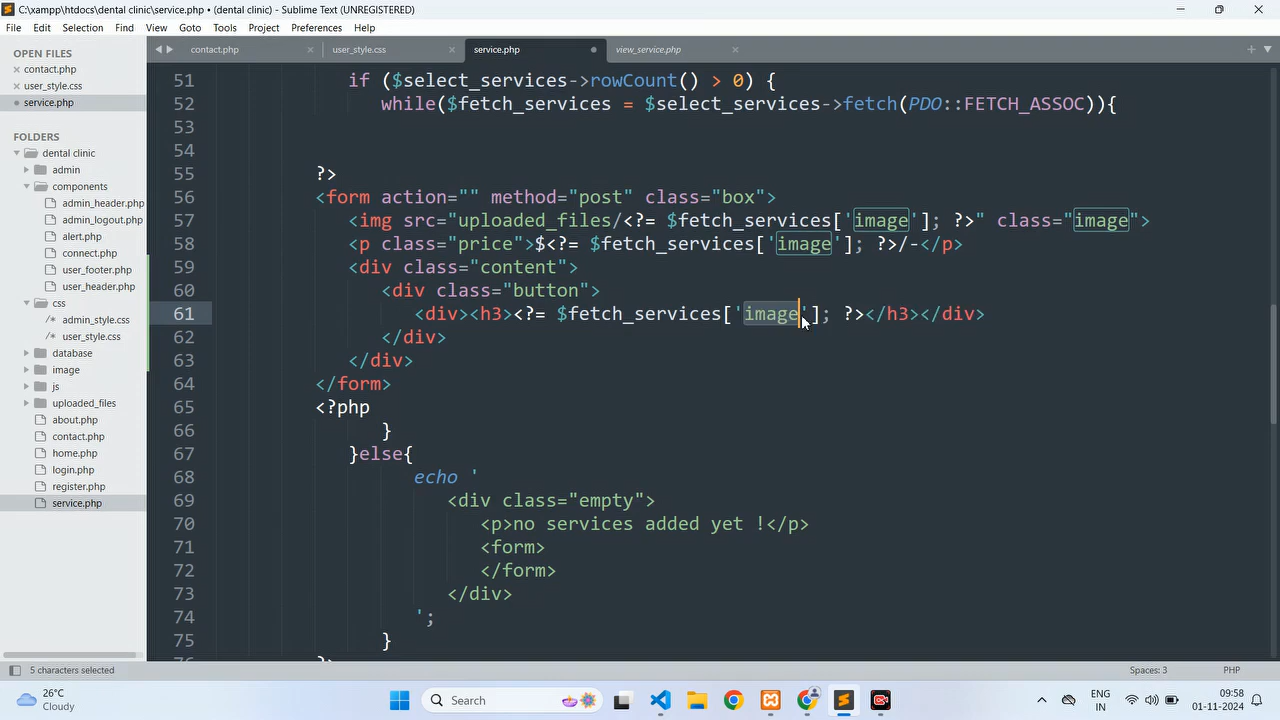 C:\xampp\htdocs\dental clinic\service.php • (dental clinic) - Sublime Text (UNREGISTERED)
File Edit Selection Find View Goto Tools Project Preferences Help
OPEN FILES
contact.php
user_style.css
service.php
FOLDERS
dental clinic
admin
components
admin_header.php
admin_logout.php
alert.php
connect.php
user_footer.php
user_header.php
css
admin_style.css
user_style.css
database
image
js
uploaded_files
about.php
contact.php
home.php
login.php
register.php
service.php
contact.php user_style.css service.php view_service.php
51 if ($select_services->rowCount() > 0) {
52 while($fetch_services = $select_services->fetch(PDO::FETCH_ASSOC)){
53
54
55 ?>
56 <form action="" method="post" class="box">
57 <img src="uploaded_files/<?= $fetch_services['image']; ?>" class="image">
58 <p class="price">$<?= $fetch_services['image']; ?>/-</p>
59 <div class="content">
60 <div class="button">
61 <div><h3><?= $fetch_services['image']; ?></h3></div>
62 </div>
63 </div>
64 </form>
65 <?php
66 }
67 }else{
68 echo '
69 <div class="empty">
70 <p>no services added yet !</p>
71 <form>
72 </form>
73 </div>
74 ';
75 }
76 ?>
5 characters selected Spaces: 3 PHP
26°C
Cloudy
Search
ENG
IN
09:58
01-11-2024